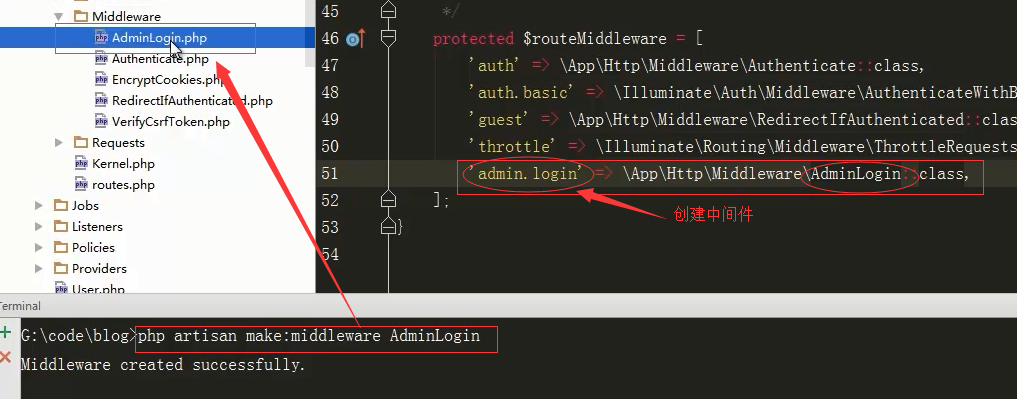 Middleware
AdminLogin.php
Authenticate.php
EncryptCookies.php
RedirectIfAuthenticated.php
VerifyCsrfToken.php
Requests
Kernel.php
routes.php
Jobs
Listeners
Policies
Providers
User.php
45 */
46 protected $routeMiddleware = [
47 'auth' => \App\Http\Middleware\Authenticate::class,
48 'auth.basic' => \Illuminate\Auth\Middleware\AuthenticateWithB
49 'guest' => \App\Http\Middleware\RedirectIfAuthenticated::clas
50 'throttle' => \Illuminate\Routing\Middleware\ThrottleRequests
51 'admin.login' => \App\Http\Middleware\AdminLogin::class,
52 ];
创建中间件
53 }
54
Terminal
G:\code\blog>php artisan make:middleware AdminLogin
Middleware created successfully.